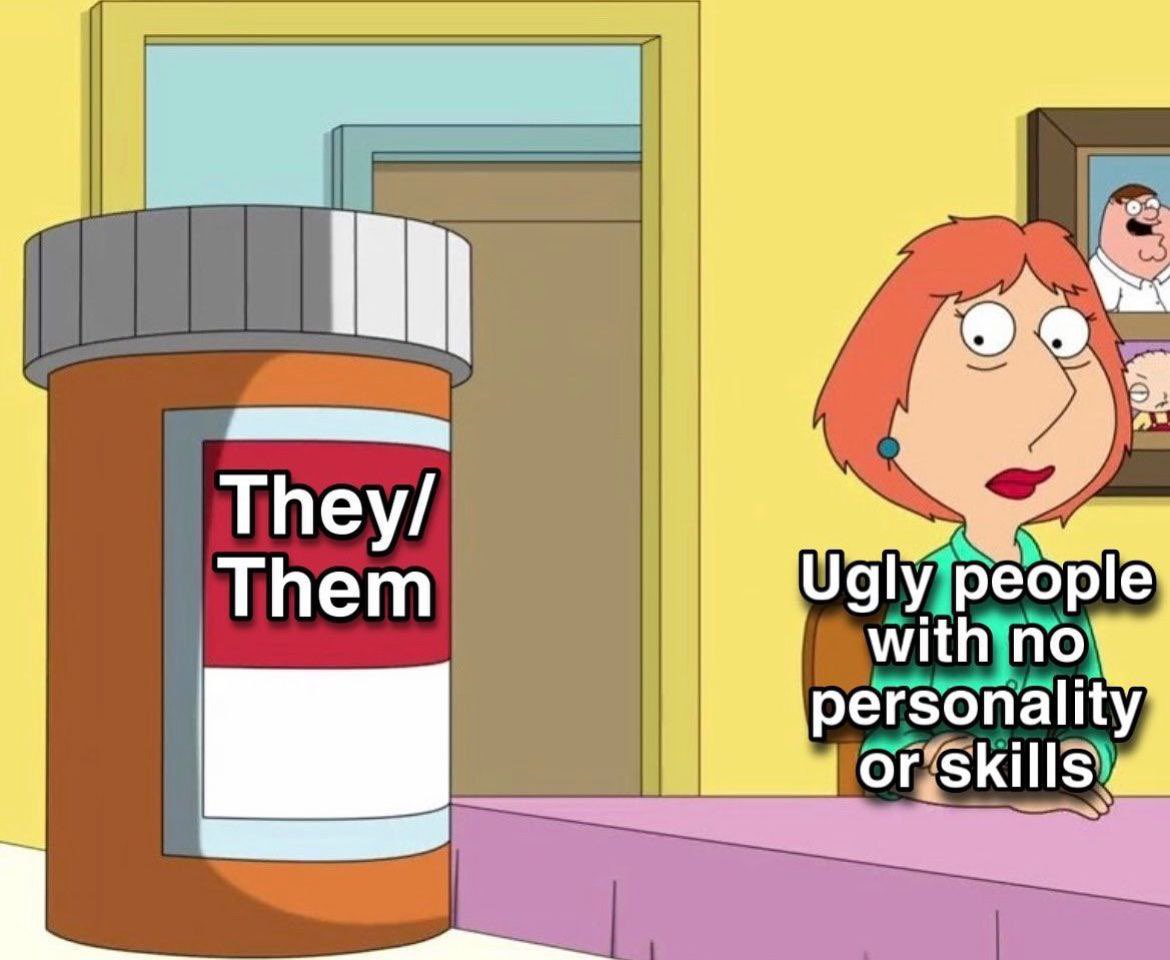 They/
Them
Ugly people
with no
personality
or skills